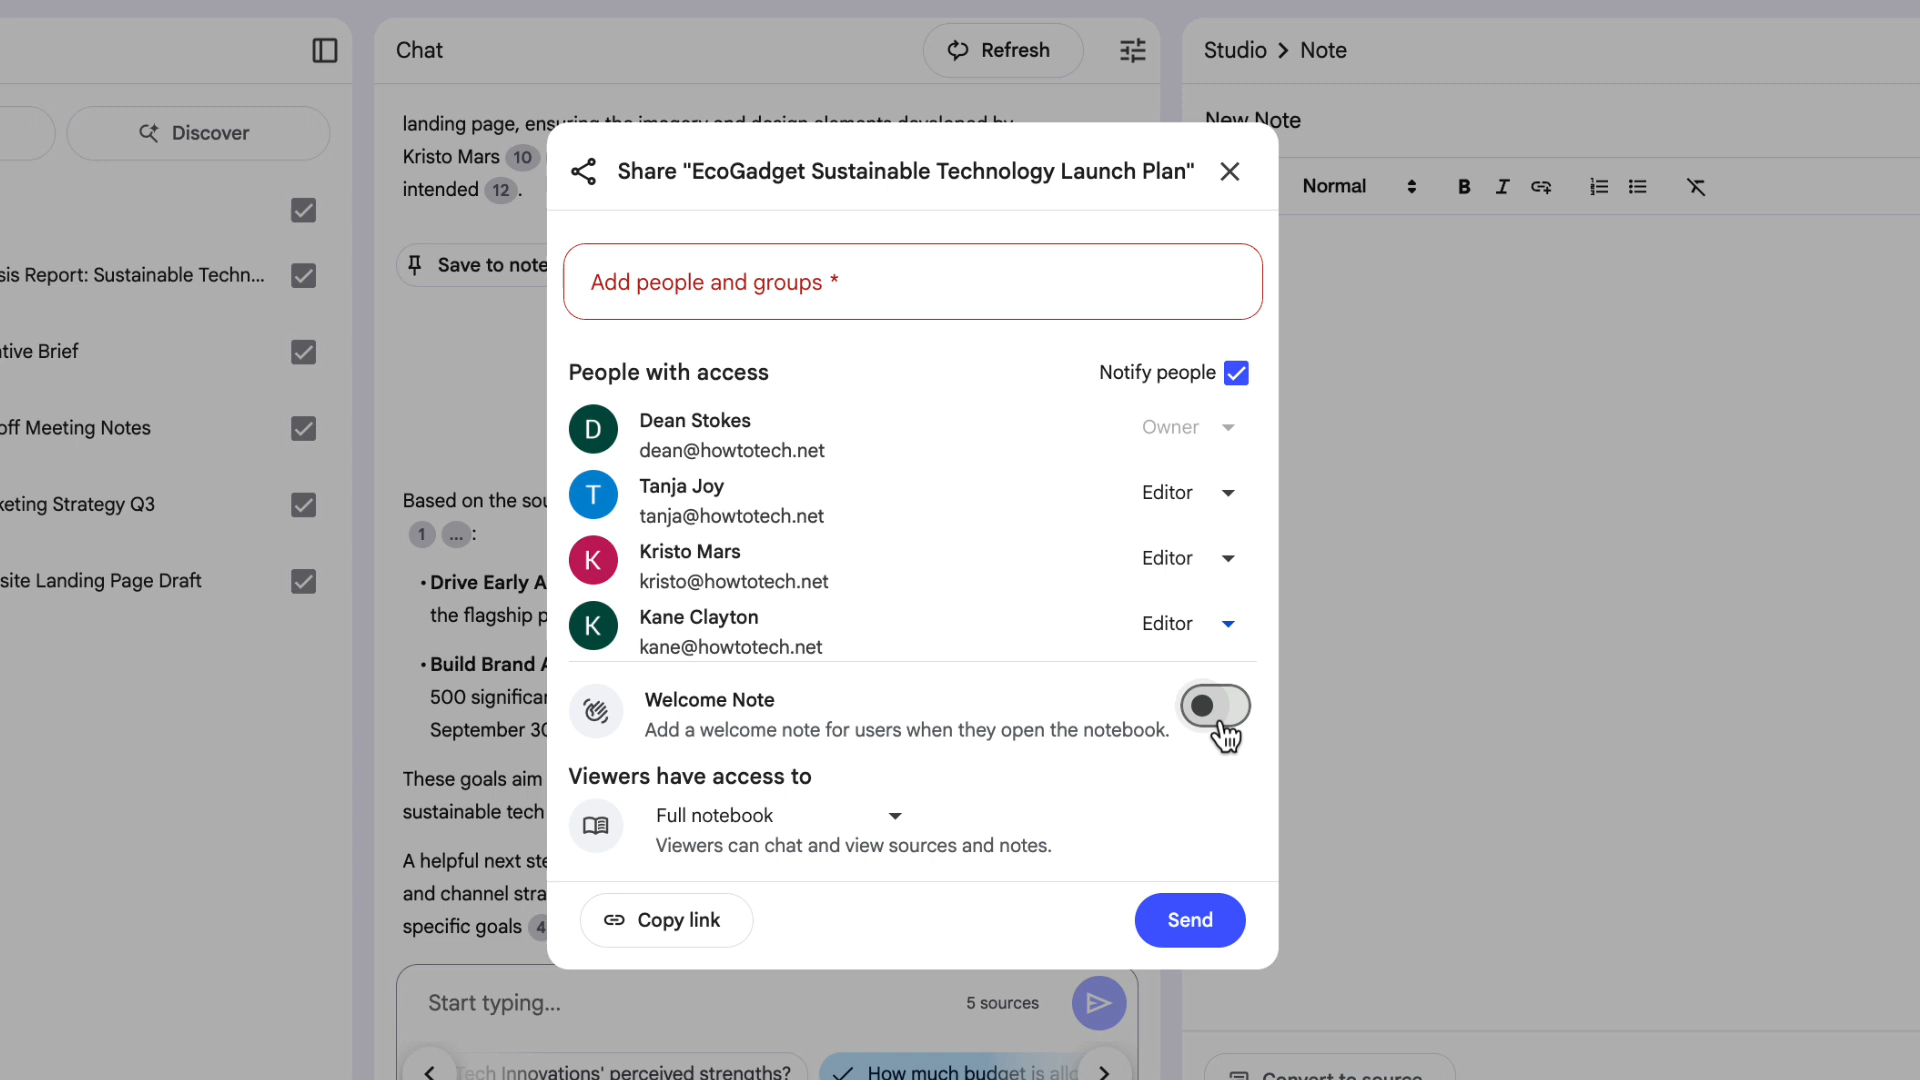 Discover
sis Report: Sustainable Techn...
tive Brief
off Meeting Notes
keting Strategy Q3
site Landing Page Draft
Chat
Refresh
landing page, ensuring the imagery and design elements developed by
Kristo Mars 10
intended 12.
Save to note
Based on the sou
1 ... :
• Drive Early A
the flagship p
• Build Brand A
500 significan
September 30
These goals aim
sustainable tech
A helpful next ste
and channel stra
specific goals 4
Start typing...
5 sources
Tech Innovations' perceived strengths?
How much budget is allo
Share "EcoGadget Sustainable Technology Launch Plan"
Add people and groups *
People with access
Notify people
D
Dean Stokes
dean@howtotech.net
Owner
T
Tanja Joy
tanja@howtotech.net
Editor
K
Kristo Mars
kristo@howtotech.net
Editor
K
Kane Clayton
kane@howtotech.net
Editor
Welcome Note
Add a welcome note for users when they open the notebook.
Viewers have access to
Full notebook
Viewers can chat and view sources and notes.
Copy link
Send
Studio > Note
New Note
Normal
B
I
Convert to source